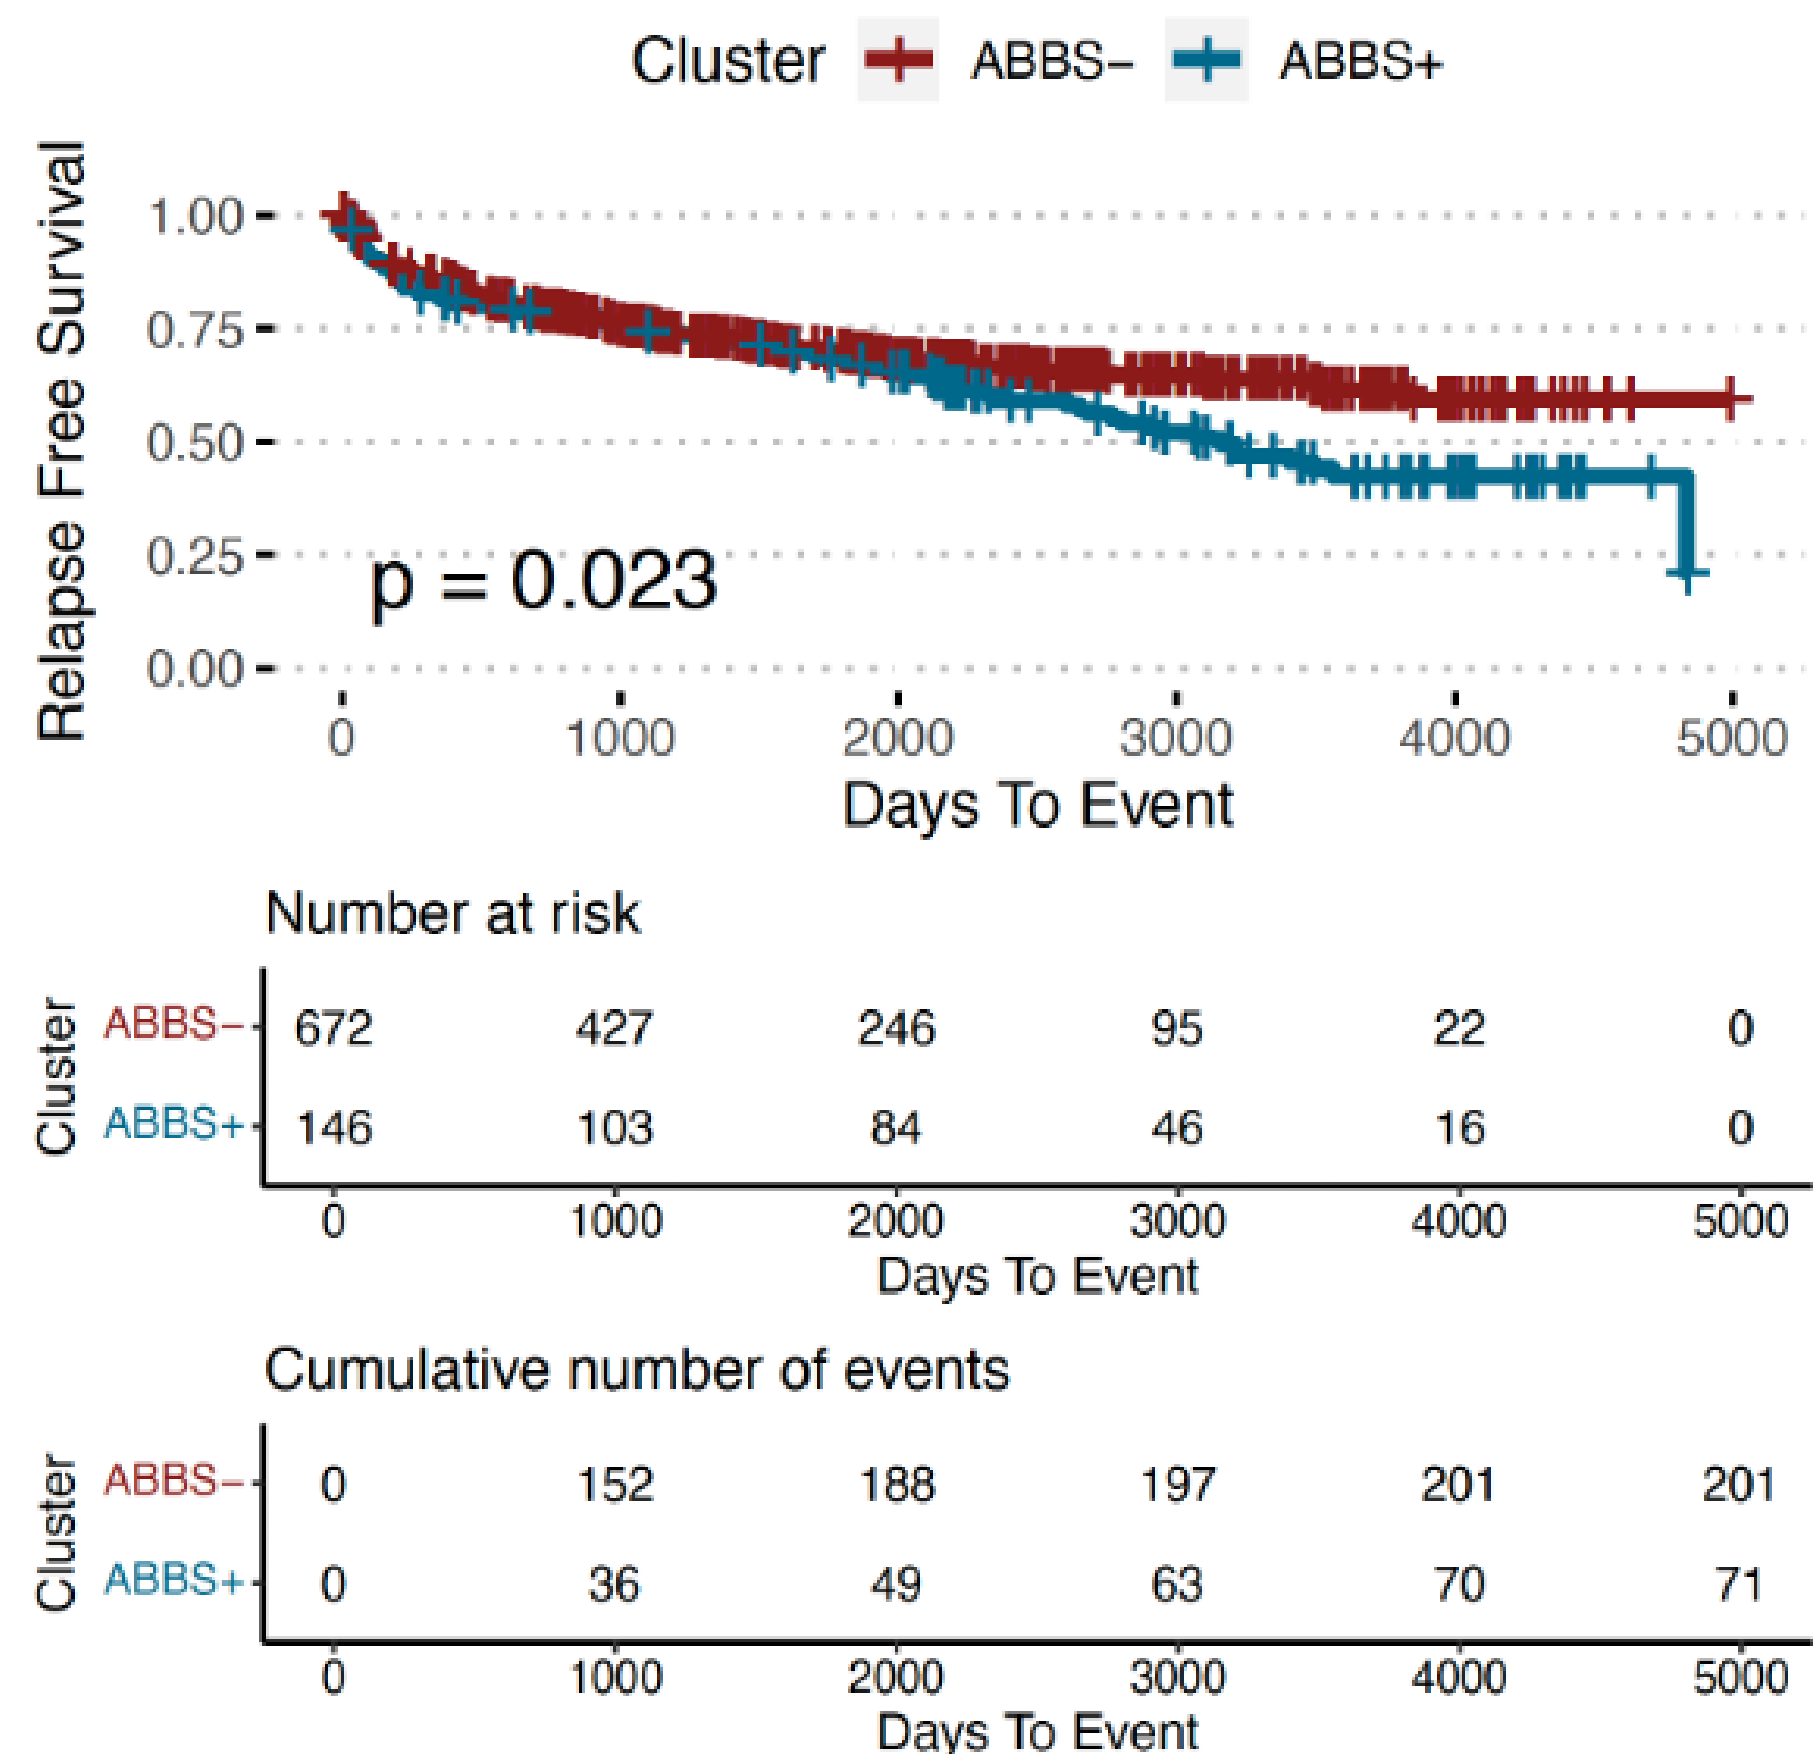 Cluster ABBS− ABBS+
Relapse Free Survival
1.00
0.75
0.50
0.25
0.00
p = 0.023
0 1000 2000 3000 4000 5000
Days To Event
Number at risk
Cluster
ABBS− 672 427 246 95 22 0
ABBS+ 146 103 84 46 16 0
0 1000 2000 3000 4000 5000
Days To Event
Cumulative number of events
Cluster
ABBS− 0 152 188 197 201 201
ABBS+ 0 36 49 63 70 71
0 1000 2000 3000 4000 5000
Days To Event